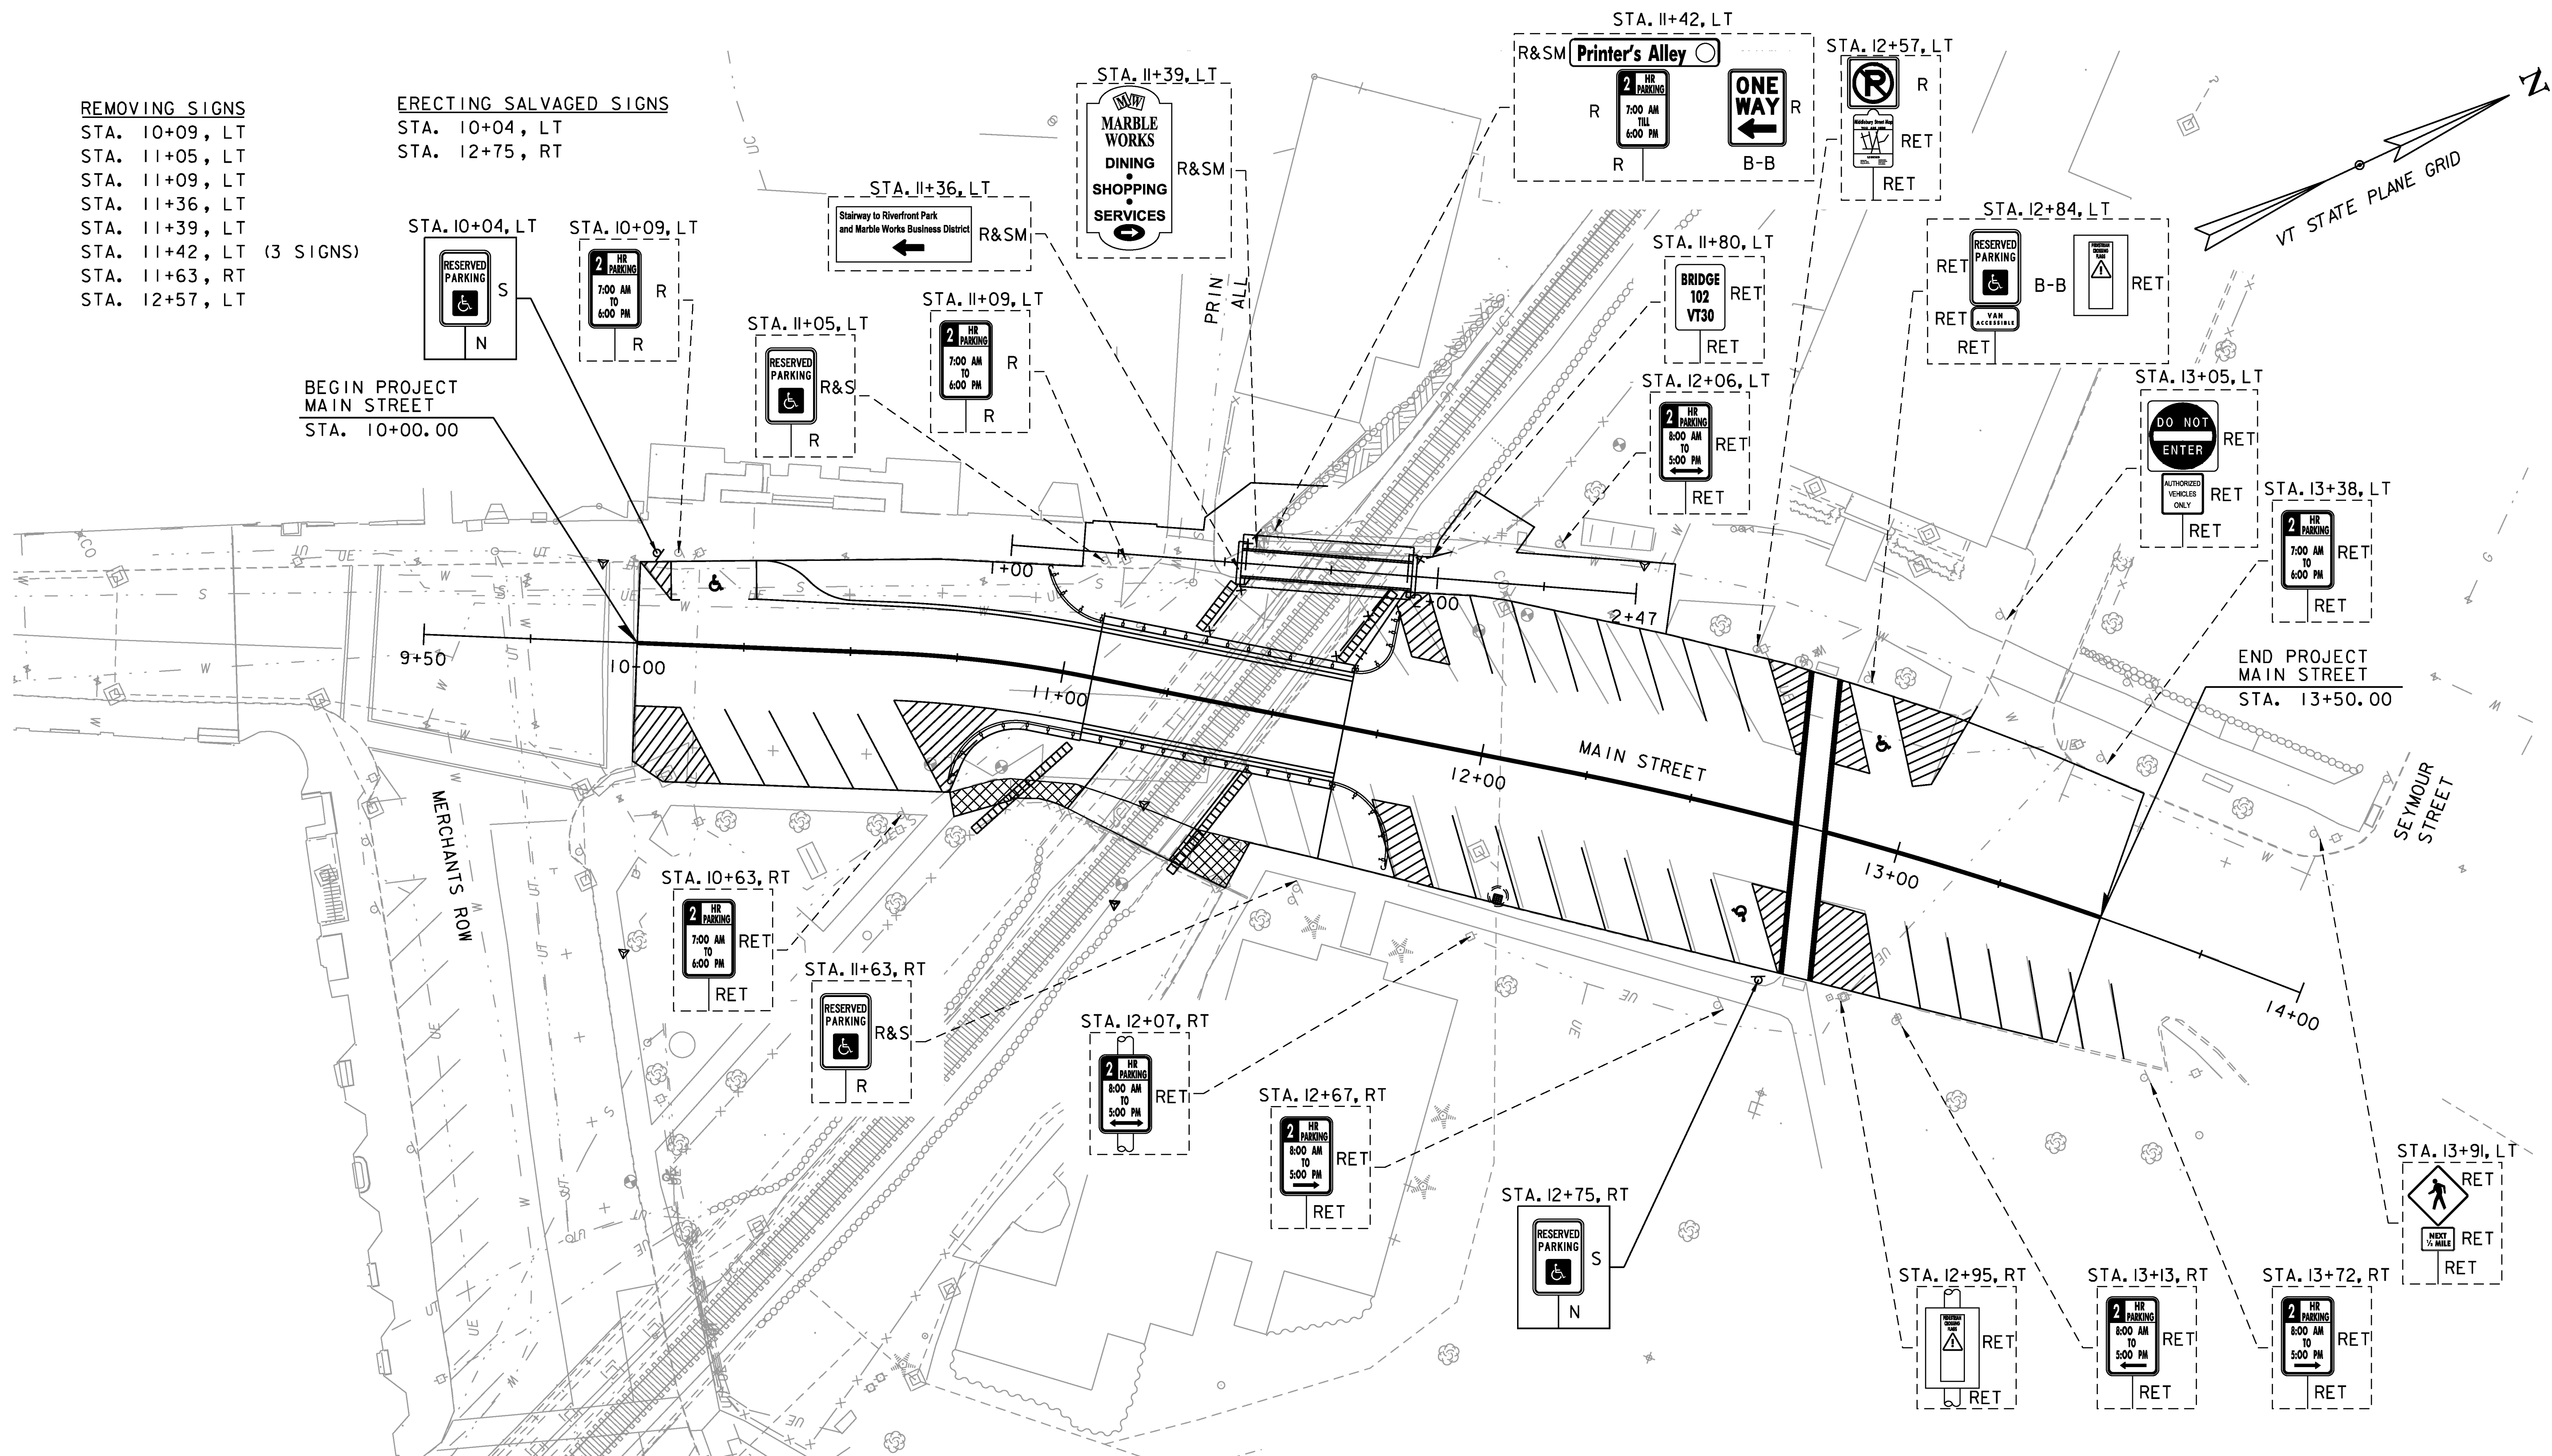 REMOVING SIGNS
STA. 10+09, LT
STA. 11+05, LT
STA. 11+09, LT
STA. 11+36, LT
STA. 11+39, LT
STA. 11+42, LT (3 SIGNS)
STA. 11+63, RT
STA. 12+57, LT
ERECTING SALVAGED SIGNS
STA. 10+04, LT
STA. 12+75, RT
STA. 10+04, LT
RESERVED
PARKING
S
N
STA. 10+09, LT
2 HR
PARKING
7:00 AM
TO
6:00 PM
R
R
BEGIN PROJECT
MAIN STREET
STA. 10+00.00
STA. 11+05, LT
RESERVED
PARKING
R&S
R
STA. 11+09, LT
2 HR
PARKING
7:00 AM
TO
6:00 PM
R
R
STA. 11+36, LT
Stairway to Riverfront Park
and Marble Works Business District
R&SM
STA. 11+39, LT
MW
MARBLE
WORKS
DINING
•
SHOPPING
•
SERVICES
R&SM
STA. 11+42, LT
R&SM
Printer's Alley
2 HR
PARKING
7:00 AM
TILL
6:00 PM
R
R
ONE
WAY
R
B-B
STA. 12+57, LT
P
R
Middlebury Street Map
RET
RET
STA. 11+80, LT
BRIDGE
102
VT30
RET
RET
STA. 12+06, LT
2 HR
PARKING
8:00 AM
TO
5:00 PM
RET
RET
STA. 12+84, LT
RESERVED
PARKING
RET
VAN
ACCESSIBLE
RET
RET
B-B
PEDESTRIAN
CROSSING
FLAGS
RET
STA. 13+05, LT
DO NOT
ENTER
RET
AUTHORIZED
VEHICLES
ONLY
RET
RET
STA. 13+38, LT
2 HR
PARKING
7:00 AM
TO
6:00 PM
RET
RET
N
VT STATE PLANE GRID
END PROJECT
MAIN STREET
STA. 13+50.00
PRIN
ALL
1+00
2+00
2+47
9+50
10+00
11+00
12+00
13+00
14+00
MAIN STREET
MERCHANTS ROW
SEYMOUR
STREET
STA. 10+63, RT
2 HR
PARKING
7:00 AM
TO
6:00 PM
RET
RET
STA. 11+63, RT
RESERVED
PARKING
R&S
R
STA. 12+07, RT
2 HR
PARKING
8:00 AM
TO
5:00 PM
RET
STA. 12+67, RT
2 HR
PARKING
8:00 AM
TO
5:00 PM
RET
RET
STA. 12+75, RT
RESERVED
PARKING
S
N
STA. 12+95, RT
PEDESTRIAN
CROSSING
FLAGS
RET
RET
STA. 13+13, RT
2 HR
PARKING
8:00 AM
TO
5:00 PM
RET
RET
STA. 13+72, RT
2 HR
PARKING
8:00 AM
TO
5:00 PM
RET
RET
STA. 13+91, LT
RET
NEXT
½ MILE
RET
RET